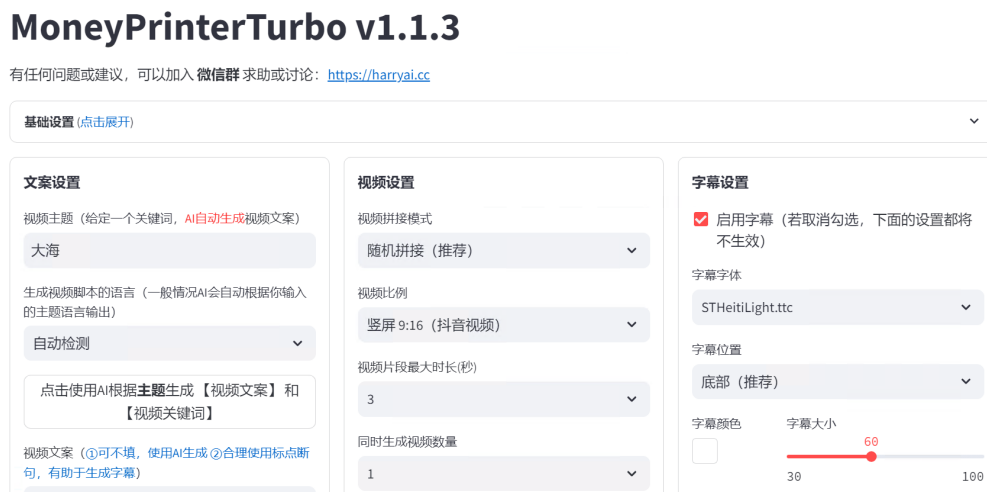 MoneyPrinterTurbo v1.1.3
有任何问题或建议，可以加入 微信群 求助或讨论：https://harryai.cc
基础设置 (点击展开)
文案设置
视频主题（给定一个关键词，AI自动生成视频文案）
大海
生成视频脚本的语言（一般情况AI会自动根据你输入
的主题语言输出）
自动检测
点击使用AI根据主题生成【视频文案】和
【视频关键词】
视频文案（①可不填，使用AI生成 ②合理使用标点断
句，有助于生成字幕）
视频设置
视频拼接模式
随机拼接（推荐）
视频比例
竖屏 9:16（抖音视频）
视频片段最大时长(秒)
3
同时生成视频数量
1
字幕设置
启用字幕（若取消勾选，下面的设置都将
不生效）
字幕字体
STHeitiLight.ttc
字幕位置
底部（推荐）
字幕颜色
字幕大小
60
30
100